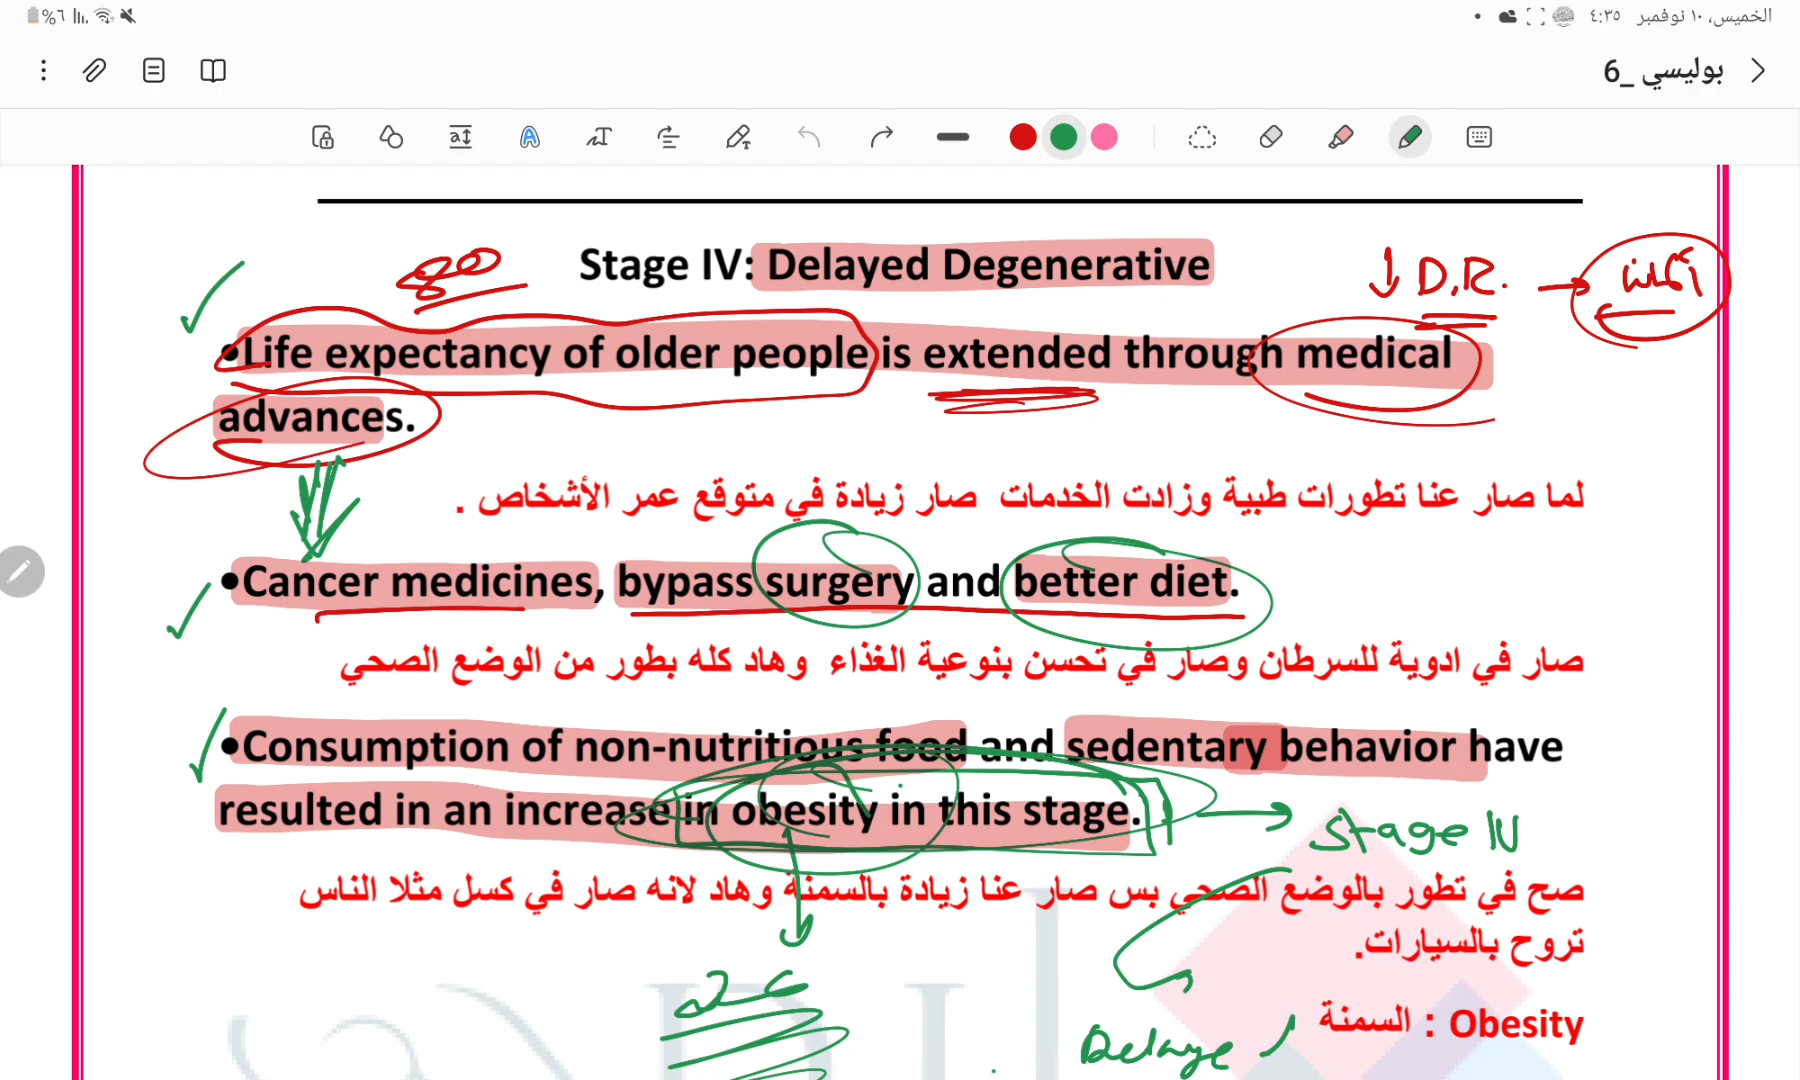 %٦
الخميس، ١٠ نوفمبر ٤:٣٥
بوليسي _6
80
Stage IV: Delayed Degenerative
↓ D.R. →
•Life expectancy of older people is extended through medical
advances.
لما صار عنا تطورات طبية وزادت الخدمات صار زيادة في متوقع عمر الأشخاص .
•Cancer medicines, bypass surgery and better diet.
صار في ادوية للسرطان وصار في تحسن بنوعية الغذاء وهاد كله بطور من الوضع الصحي
•Consumption of non-nutritious food and sedentary behavior have
resulted in an increase in obesity in this stage.
Stage IV
صح في تطور بالوضع الصحي بس صار عنا زيادة بالسمنة وهاد لانه صار في كسل مثلا الناس
تروح بالسيارات.
Obesity : السمنة
Delaye